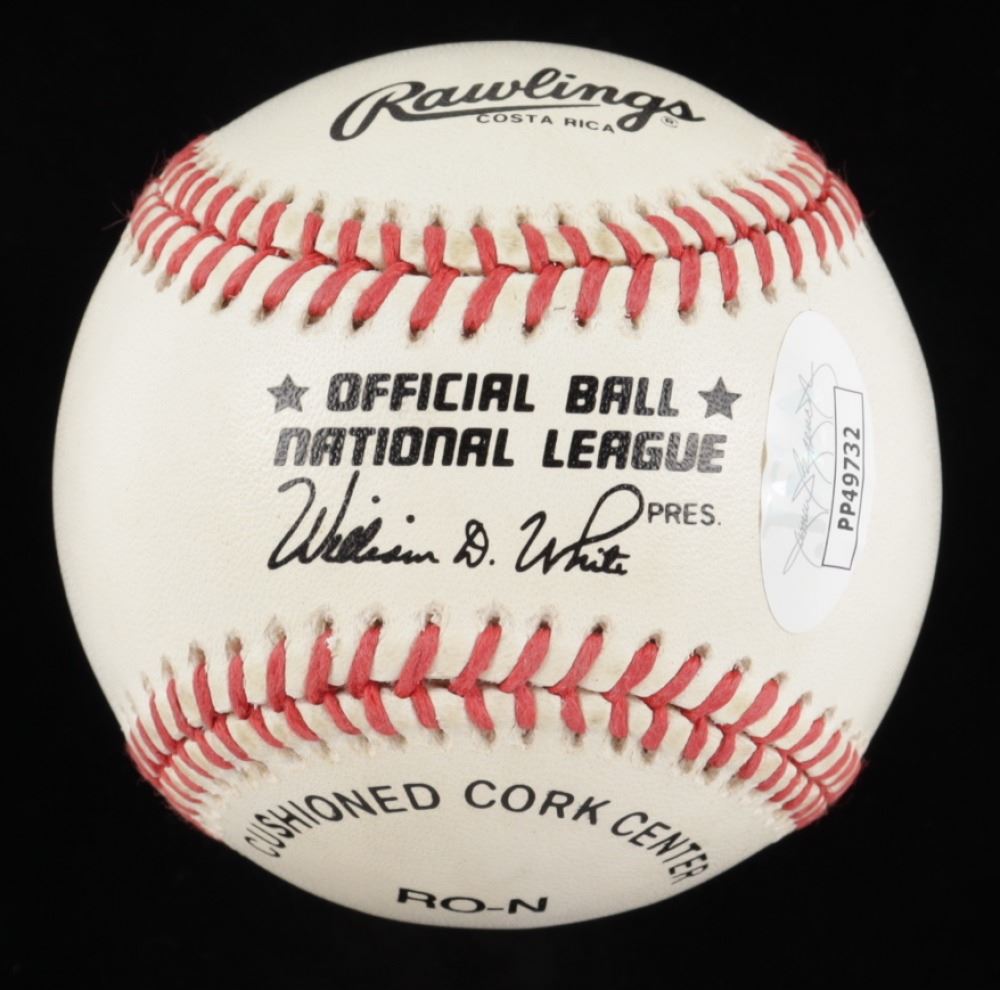 Rawlings
COSTA RICA ®
★ OFFICIAL BALL ★
NATIONAL LEAGUE
William D. White PRES.
PP49732
CUSHIONED CORK CENTER
RO-N